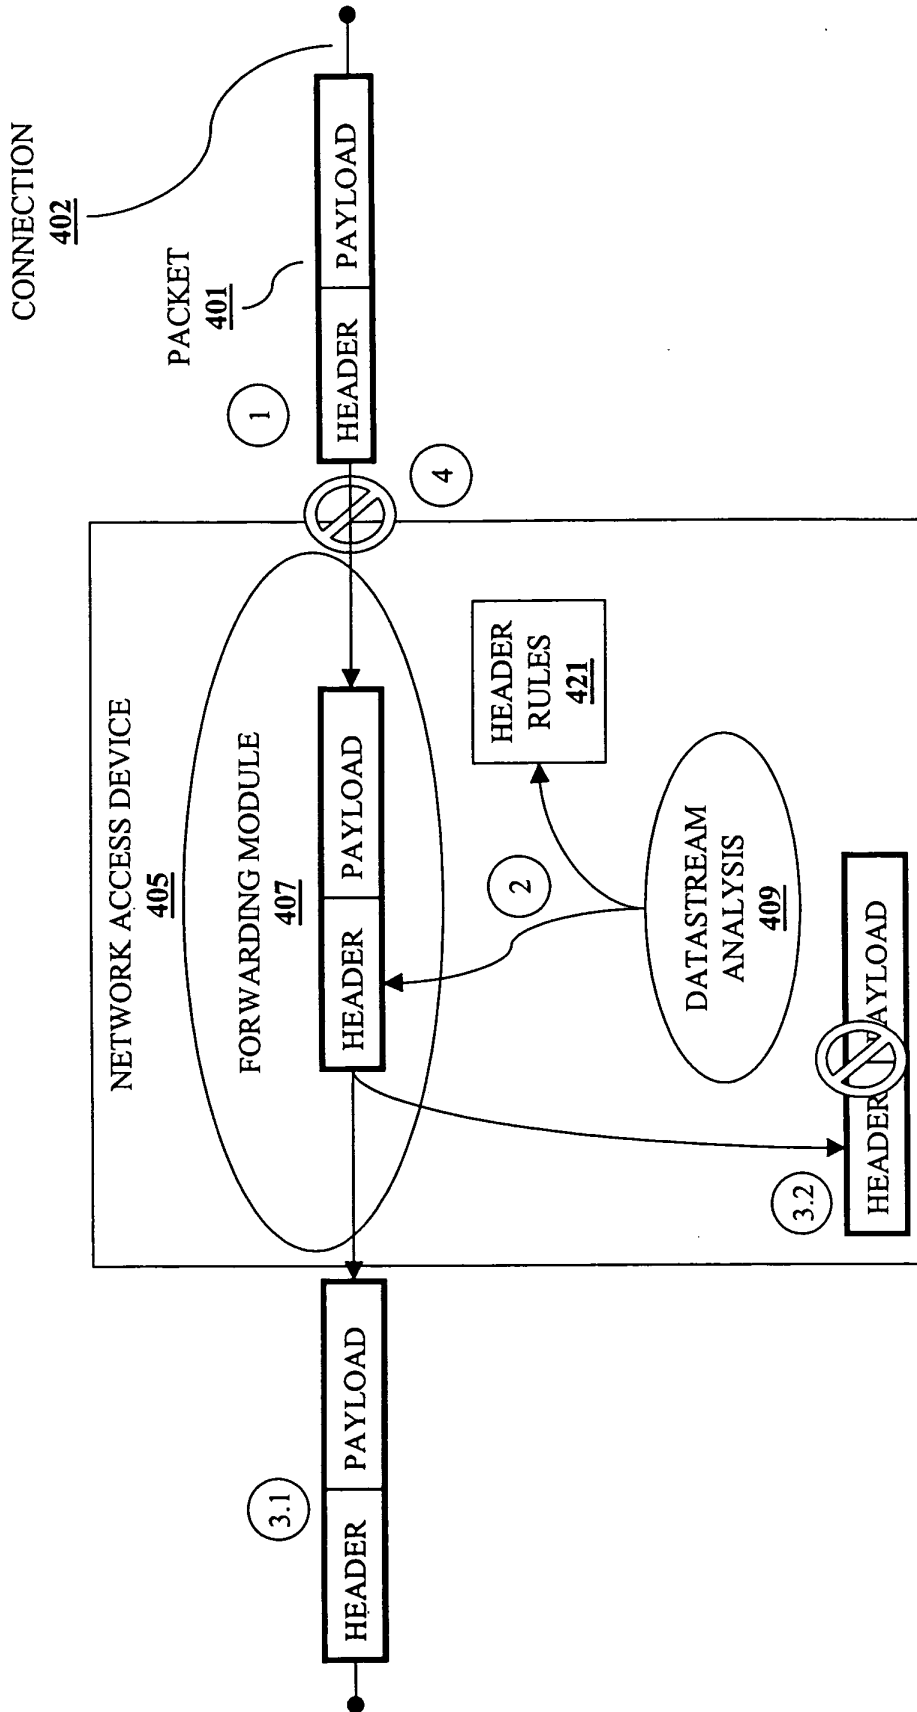 CONNECTION
402
PACKET
401
HEADER
PAYLOAD
1
4
NETWORK ACCESS DEVICE
405
FORWARDING MODULE
407
HEADER
PAYLOAD
HEADER
RULES
421
2
DATASTREAM
ANALYSIS
409
3.1
HEADER
PAYLOAD
3.2
HEADER
PAYLOAD